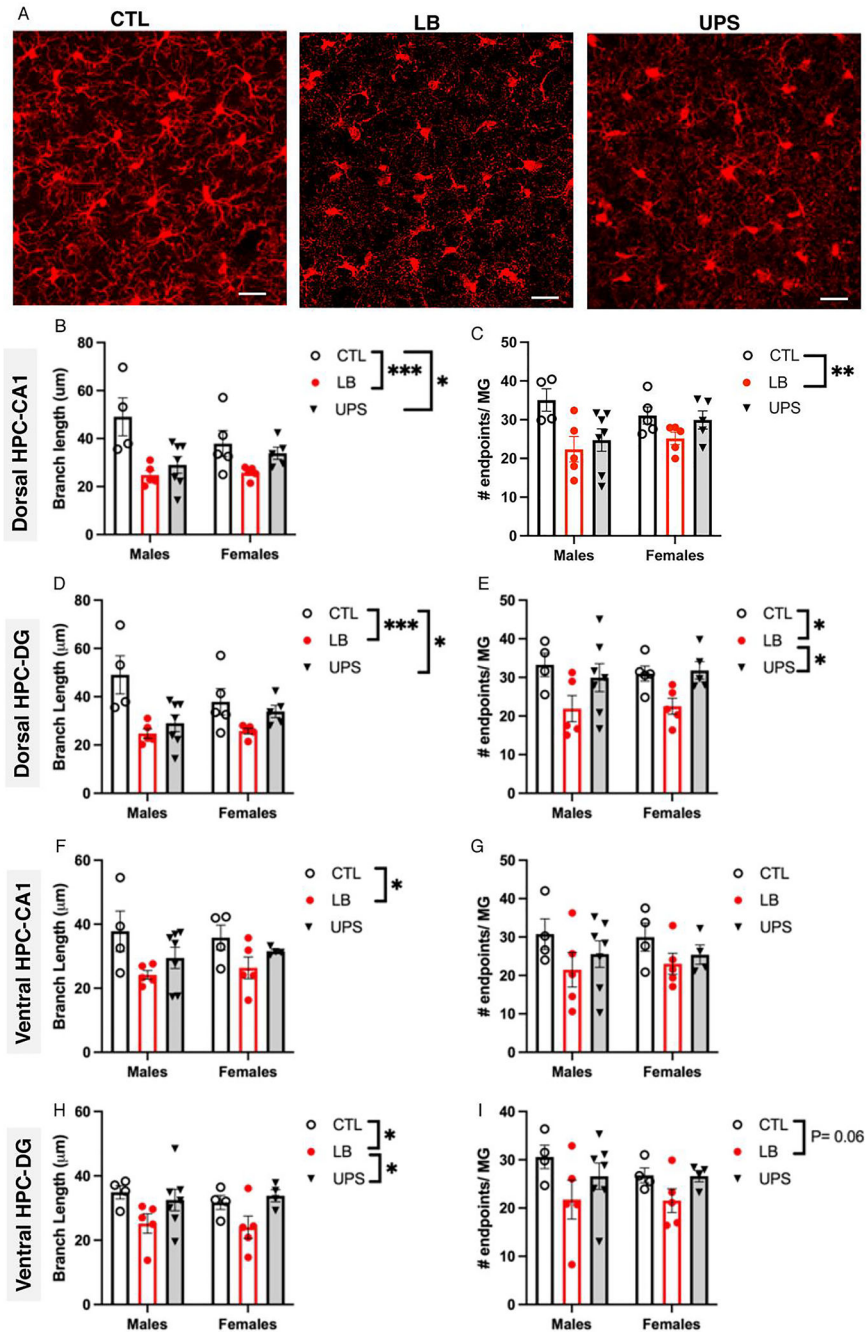 A
CTL
LB
UPS
Dorsal HPC-CA1
B
Branch length (um)
80
60
40
20
0
Males
Females
CTL
LB
UPS
***
*
C
# endpoints/ MG
50
40
30
20
10
0
Males
Females
CTL
LB
UPS
**
Dorsal HPC-DG
D
Branch Length (μm)
80
60
40
20
0
Males
Females
CTL
LB
UPS
***
*
E
# endpoints/ MG
50
40
30
20
10
0
Males
Females
CTL
LB
UPS
*
*
Ventral HPC-CA1
F
Branch Length (μm)
60
40
20
0
Males
Females
CTL
LB
UPS
*
G
# endpoints/ MG
50
40
30
20
10
0
Males
Females
CTL
LB
UPS
Ventral HPC-DG
H
Branch Length (μm)
60
40
20
0
Males
Females
CTL
LB
UPS
*
*
I
# endpoints/ MG
40
30
20
10
0
Males
Females
CTL
LB
UPS
P= 0.06